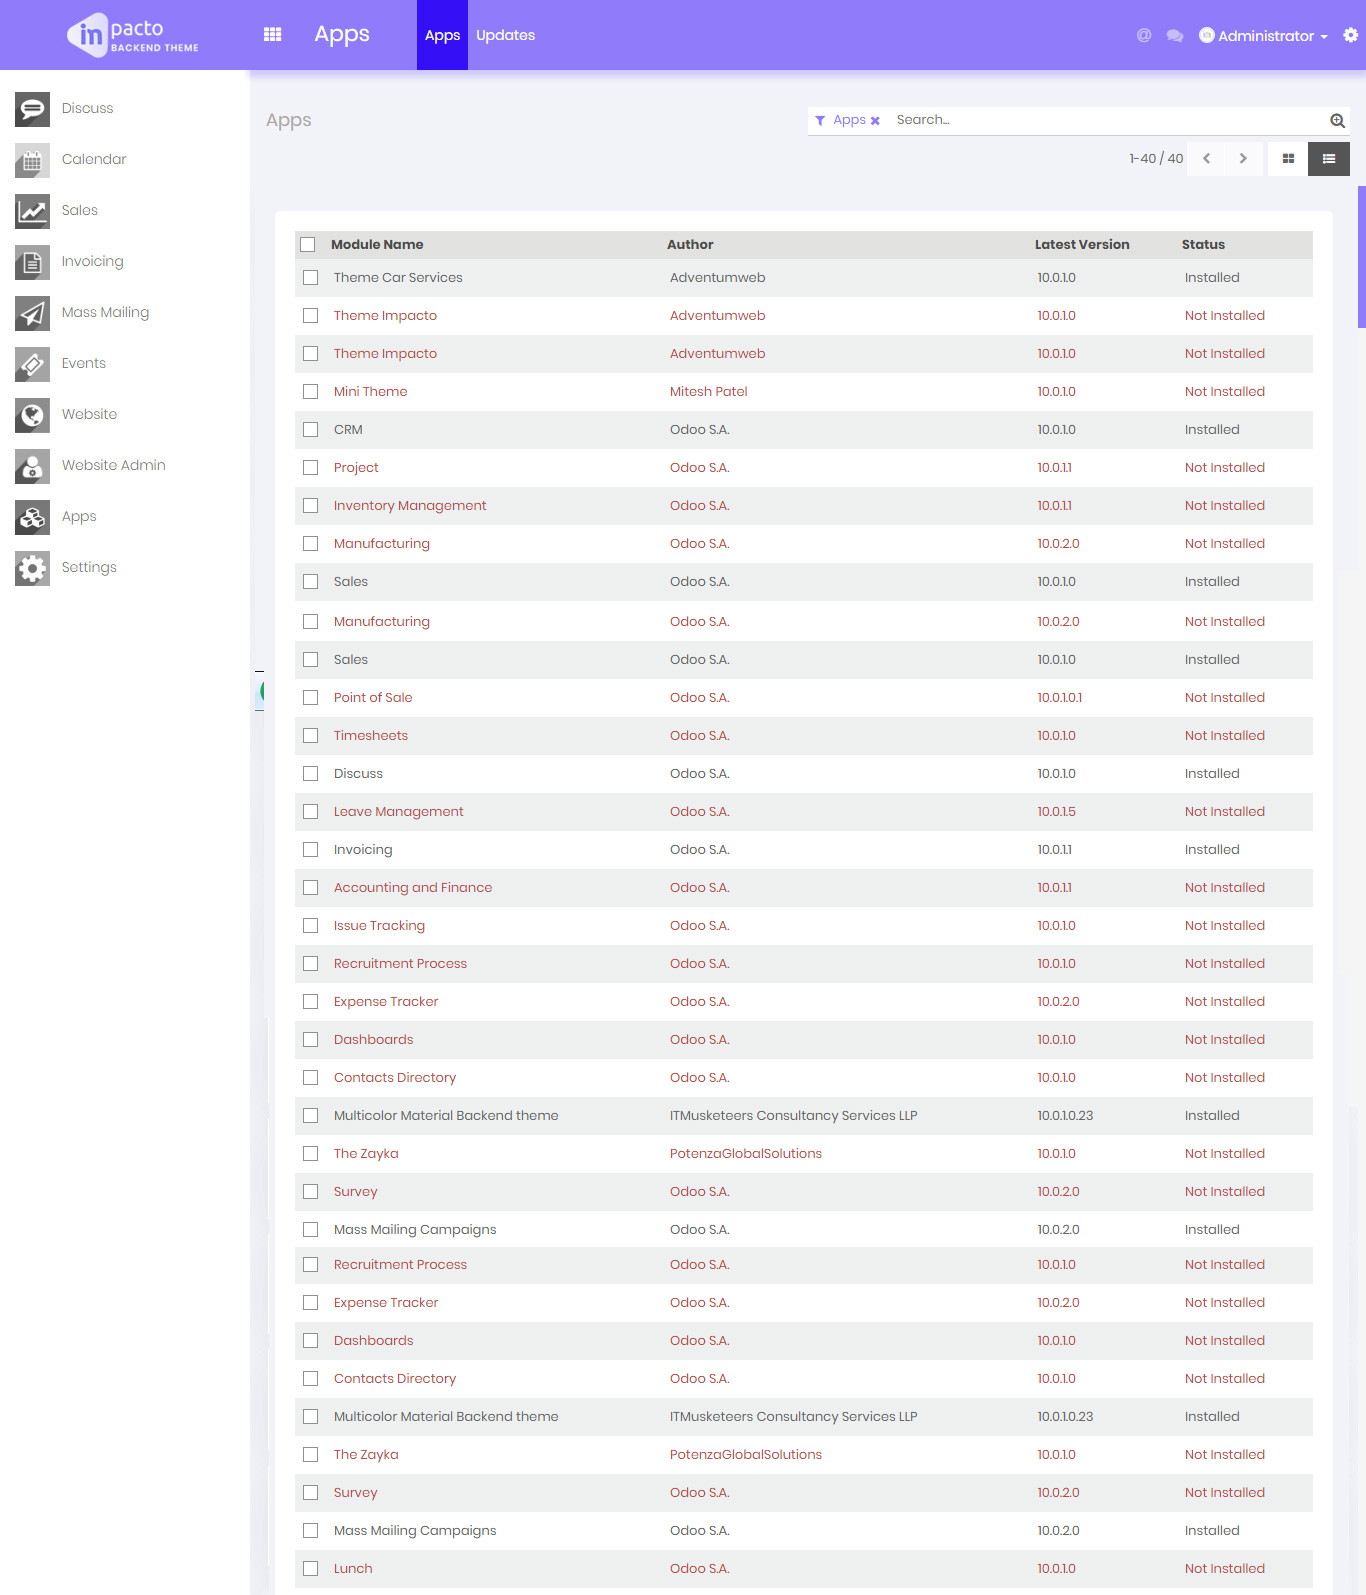 inpacto
BACKEND THEME
Apps
Apps Updates
@ Administrator
Discuss
Calendar
Sales
Invoicing
Mass Mailing
Events
Website
Website Admin
Apps
Settings
Apps
Apps Search...
1-40 / 40
Module Name Author Latest Version Status
Theme Car Services Adventumweb 10.0.1.0 Installed
Theme Impacto Adventumweb 10.0.1.0 Not Installed
Theme Impacto Adventumweb 10.0.1.0 Not Installed
Mini Theme Mitesh Patel 10.0.1.0 Not Installed
CRM Odoo S.A. 10.0.1.0 Installed
Project Odoo S.A. 10.0.1.1 Not Installed
Inventory Management Odoo S.A. 10.0.1.1 Not Installed
Manufacturing Odoo S.A. 10.0.2.0 Not Installed
Sales Odoo S.A. 10.0.1.0 Installed
Manufacturing Odoo S.A. 10.0.2.0 Not Installed
Sales Odoo S.A. 10.0.1.0 Installed
Point of Sale Odoo S.A. 10.0.1.0.1 Not Installed
Timesheets Odoo S.A. 10.0.1.0 Not Installed
Discuss Odoo S.A. 10.0.1.0 Installed
Leave Management Odoo S.A. 10.0.1.5 Not Installed
Invoicing Odoo S.A. 10.0.1.1 Installed
Accounting and Finance Odoo S.A. 10.0.1.1 Not Installed
Issue Tracking Odoo S.A. 10.0.1.0 Not Installed
Recruitment Process Odoo S.A. 10.0.1.0 Not Installed
Expense Tracker Odoo S.A. 10.0.2.0 Not Installed
Dashboards Odoo S.A. 10.0.1.0 Not Installed
Contacts Directory Odoo S.A. 10.0.1.0 Not Installed
Multicolor Material Backend theme ITMusketeers Consultancy Services LLP 10.0.1.0.23 Installed
The Zayka PotenzaGlobalSolutions 10.0.1.0 Not Installed
Survey Odoo S.A. 10.0.2.0 Not Installed
Mass Mailing Campaigns Odoo S.A. 10.0.2.0 Installed
Recruitment Process Odoo S.A. 10.0.1.0 Not Installed
Expense Tracker Odoo S.A. 10.0.2.0 Not Installed
Dashboards Odoo S.A. 10.0.1.0 Not Installed
Contacts Directory Odoo S.A. 10.0.1.0 Not Installed
Multicolor Material Backend theme ITMusketeers Consultancy Services LLP 10.0.1.0.23 Installed
The Zayka PotenzaGlobalSolutions 10.0.1.0 Not Installed
Survey Odoo S.A. 10.0.2.0 Not Installed
Mass Mailing Campaigns Odoo S.A. 10.0.2.0 Installed
Lunch Odoo S.A. 10.0.1.0 Not Installed